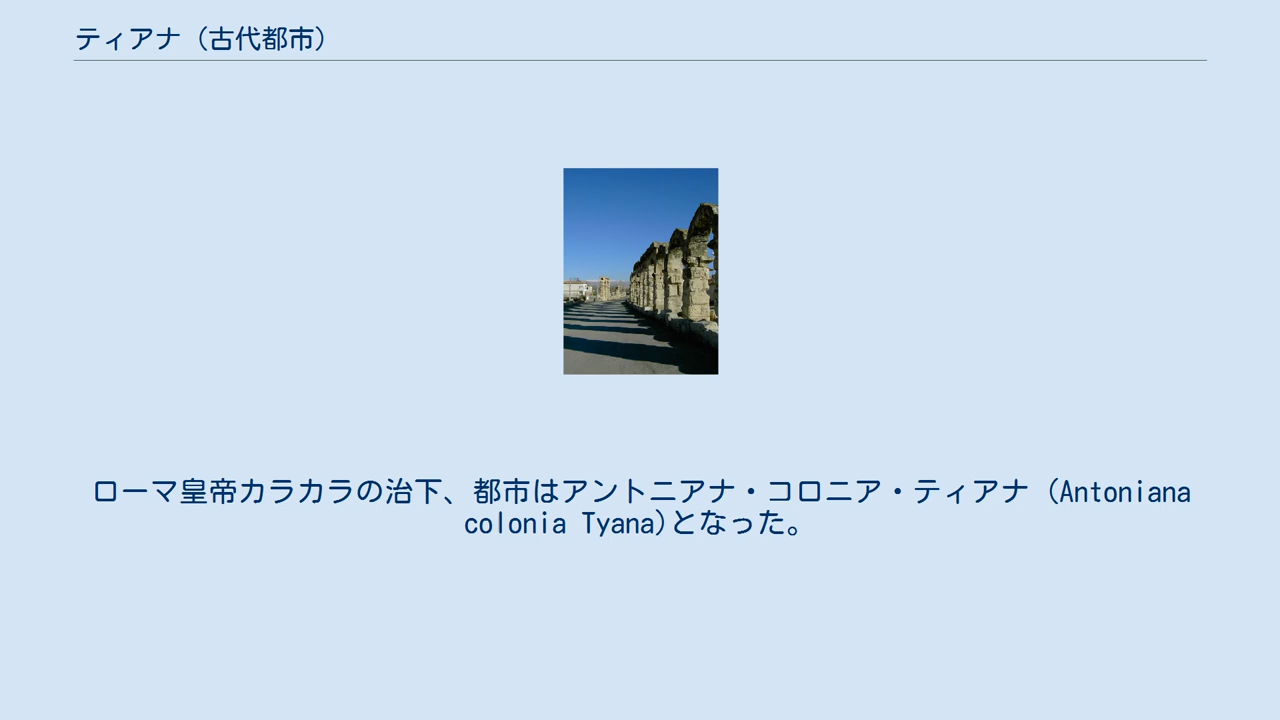 ティアナ（古代都市）
ローマ皇帝カラカラの治下、都市はアントニアナ・コロニア・ティアナ（Antoniana
colonia Tyana)となった。